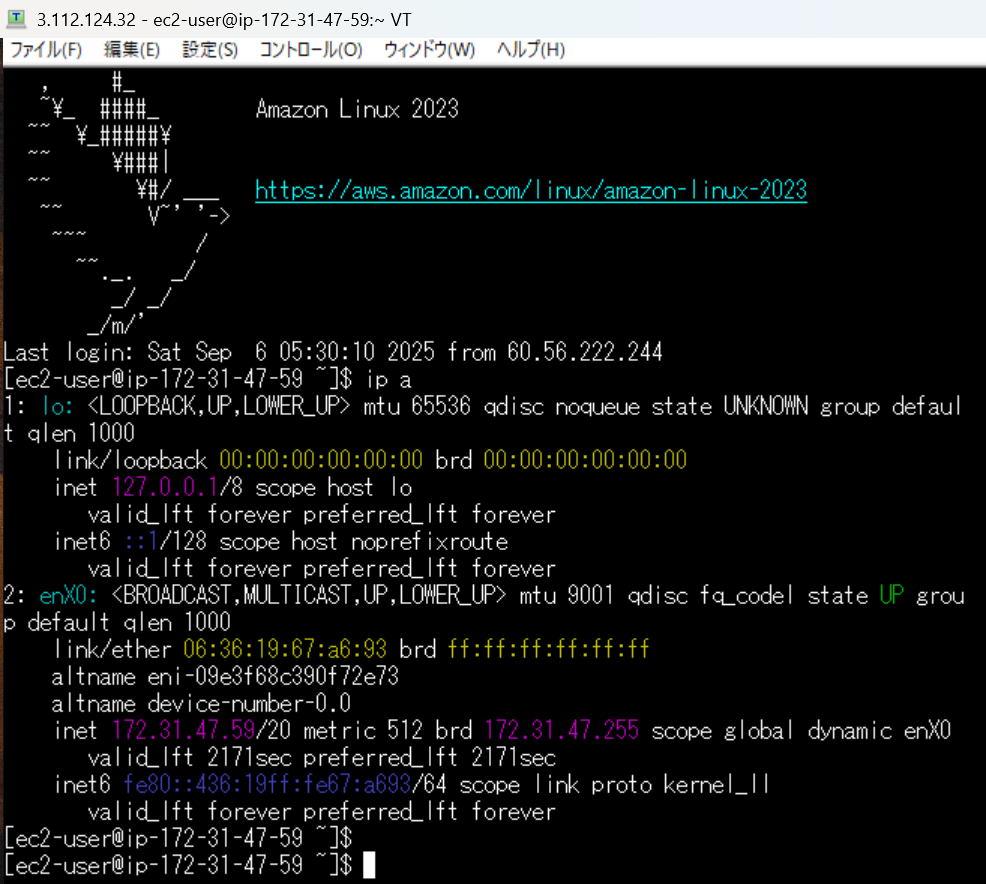 3.112.124.32 - ec2-user@ip-172-31-47-59:~ VT
ファイル(F) 編集(E) 設定(S) コントロール(O) ウィンドウ(W) ヘルプ(H)
   ,     #_
   ~¥_  ####_        Amazon Linux 2023
  ~~  ¥_#####¥
  ~~     ¥###|
  ~~       ¥#/ ___   https://aws.amazon.com/linux/amazon-linux-2023
   ~~       V~' '->
    ~~~         /
      ~~._.   _/
         _/ _/
       _/m/'
Last login: Sat Sep  6 05:30:10 2025 from 60.56.222.244
[ec2-user@ip-172-31-47-59 ~]$ ip a
1: lo: <LOOPBACK,UP,LOWER_UP> mtu 65536 qdisc noqueue state UNKNOWN group defaul
t qlen 1000
    link/loopback 00:00:00:00:00:00 brd 00:00:00:00:00:00
    inet 127.0.0.1/8 scope host lo
       valid_lft forever preferred_lft forever
    inet6 ::1/128 scope host noprefixroute
       valid_lft forever preferred_lft forever
2: enX0: <BROADCAST,MULTICAST,UP,LOWER_UP> mtu 9001 qdisc fq_codel state UP grou
p default qlen 1000
    link/ether 06:36:19:67:a6:93 brd ff:ff:ff:ff:ff:ff
    altname eni-09e3f68c390f72e73
    altname device-number-0.0
    inet 172.31.47.59/20 metric 512 brd 172.31.47.255 scope global dynamic enX0
       valid_lft 2171sec preferred_lft 2171sec
    inet6 fe80::436:19ff:fe67:a693/64 scope link proto kernel_ll
       valid_lft forever preferred_lft forever
[ec2-user@ip-172-31-47-59 ~]$
[ec2-user@ip-172-31-47-59 ~]$